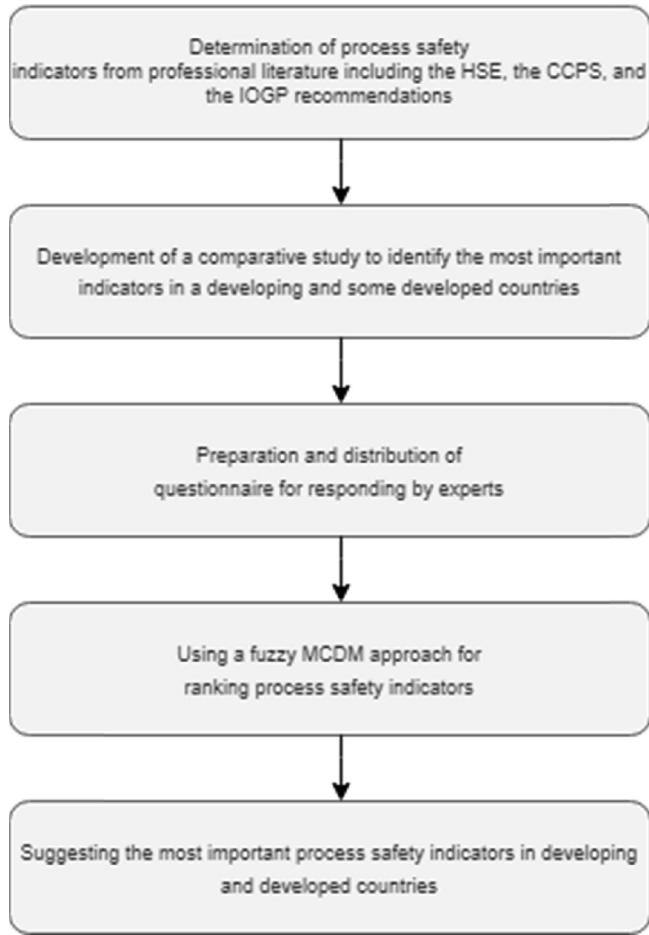 Determination of process safety
indicators from professional literature including the HSE, the CCPS, and
the IOGP recommendations
Development of a comparative study to identify the most important
indicators in a developing and some developed countries
Preparation and distribution of
questionnaire for responding by experts
Using a fuzzy MCDM approach for
ranking process safety indicators
Suggesting the most important process safety indicators in developing
and developed countries